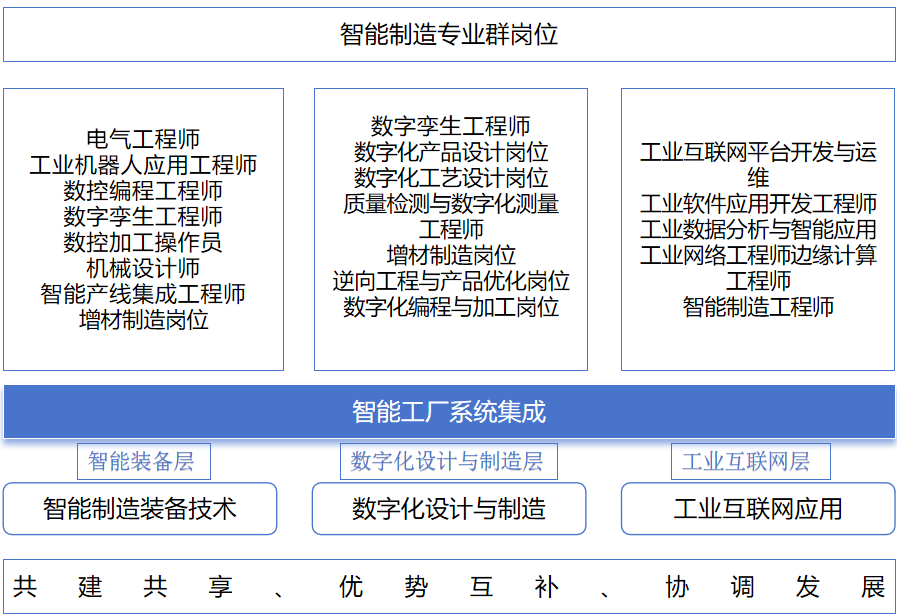 智能制造专业群岗位
电气工程师
工业机器人应用工程师
数控编程工程师
数字孪生工程师
数控加工操作员
机械设计师
智能产线集成工程师
增材制造岗位
数字孪生工程师
数字化产品设计岗位
数字化工艺设计岗位
质量检测与数字化测量
工程师
增材制造岗位
逆向工程与产品优化岗位
数字化编程与加工岗位
工业互联网平台开发与运
维
工业软件应用开发工程师
工业数据分析与智能应用
工业网络工程师边缘计算
工程师
智能制造工程师
智能工厂系统集成
智能装备层
数字化设计与制造层
工业互联网层
智能制造装备技术
数字化设计与制造
工业互联网应用
共建共享、优势互补、协调发展